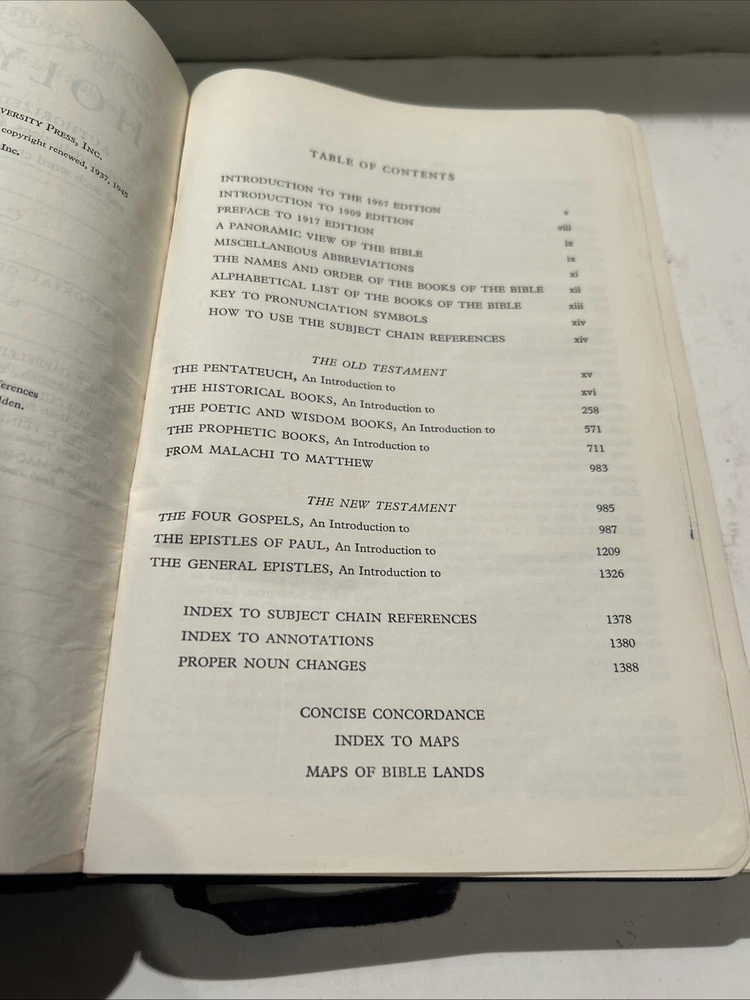 VERSITY PRESS, INC.
copyright renewed, 1937, 1945
Inc.
erences
lden.
TABLE OF CONTENTS
INTRODUCTION TO THE 1967 EDITION v
INTRODUCTION TO 1909 EDITION viii
PREFACE TO 1917 EDITION ix
A PANORAMIC VIEW OF THE BIBLE ix
MISCELLANEOUS ABBREVIATIONS xi
THE NAMES AND ORDER OF THE BOOKS OF THE BIBLE xii
ALPHABETICAL LIST OF THE BOOKS OF THE BIBLE xiii
KEY TO PRONUNCIATION SYMBOLS xiv
HOW TO USE THE SUBJECT CHAIN REFERENCES xiv
THE OLD TESTAMENT xv
THE PENTATEUCH, An Introduction to xvi
THE HISTORICAL BOOKS, An Introduction to 258
THE POETIC AND WISDOM BOOKS, An Introduction to 571
THE PROPHETIC BOOKS, An Introduction to 711
FROM MALACHI TO MATTHEW 983
THE NEW TESTAMENT 985
THE FOUR GOSPELS, An Introduction to 987
THE EPISTLES OF PAUL, An Introduction to 1209
THE GENERAL EPISTLES, An Introduction to 1326
INDEX TO SUBJECT CHAIN REFERENCES 1378
INDEX TO ANNOTATIONS 1380
PROPER NOUN CHANGES 1388
CONCISE CONCORDANCE
INDEX TO MAPS
MAPS OF BIBLE LANDS